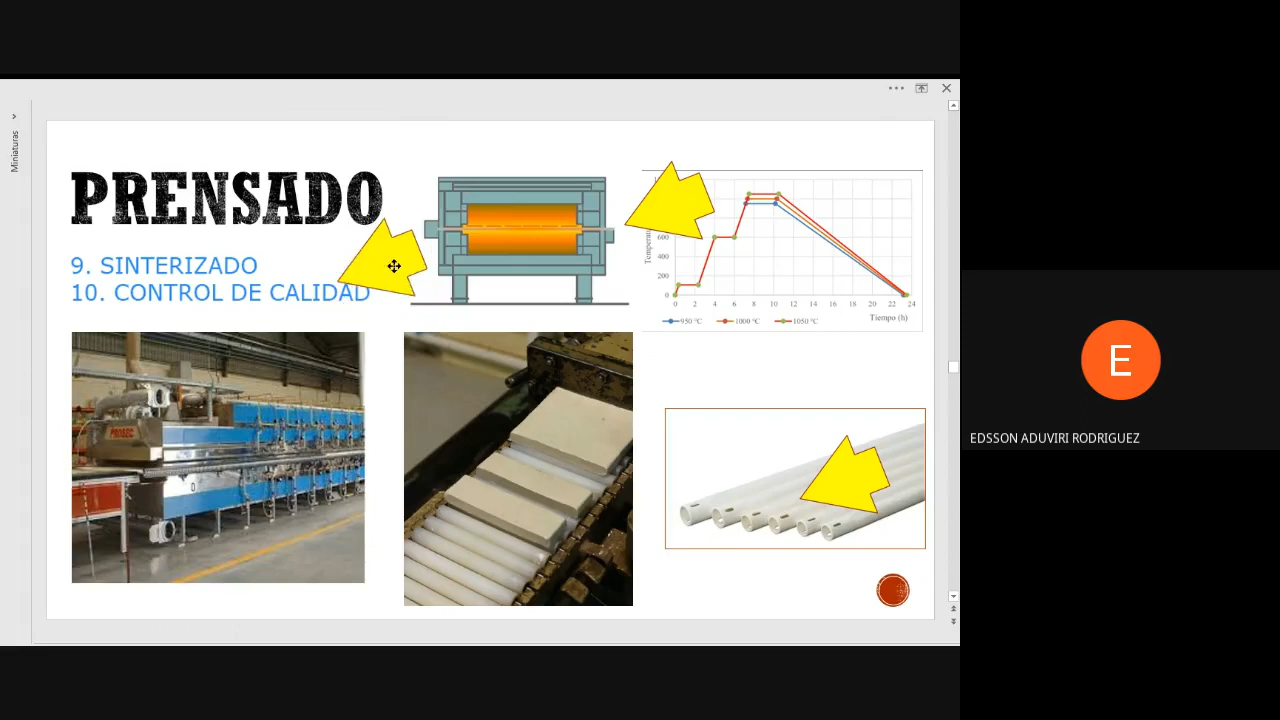 Miniaturas
PRENSADO
9. SINTERIZADO
10. CONTROL DE CALIDAD
600
400
200
0
0 2 4 6 8 10 12 14 16 18 20 22 24
Tiempo (h)
950 °C 1000 °C 1050 °C
PROSEC
E
EDSSON ADUVIRI RODRIGUEZ